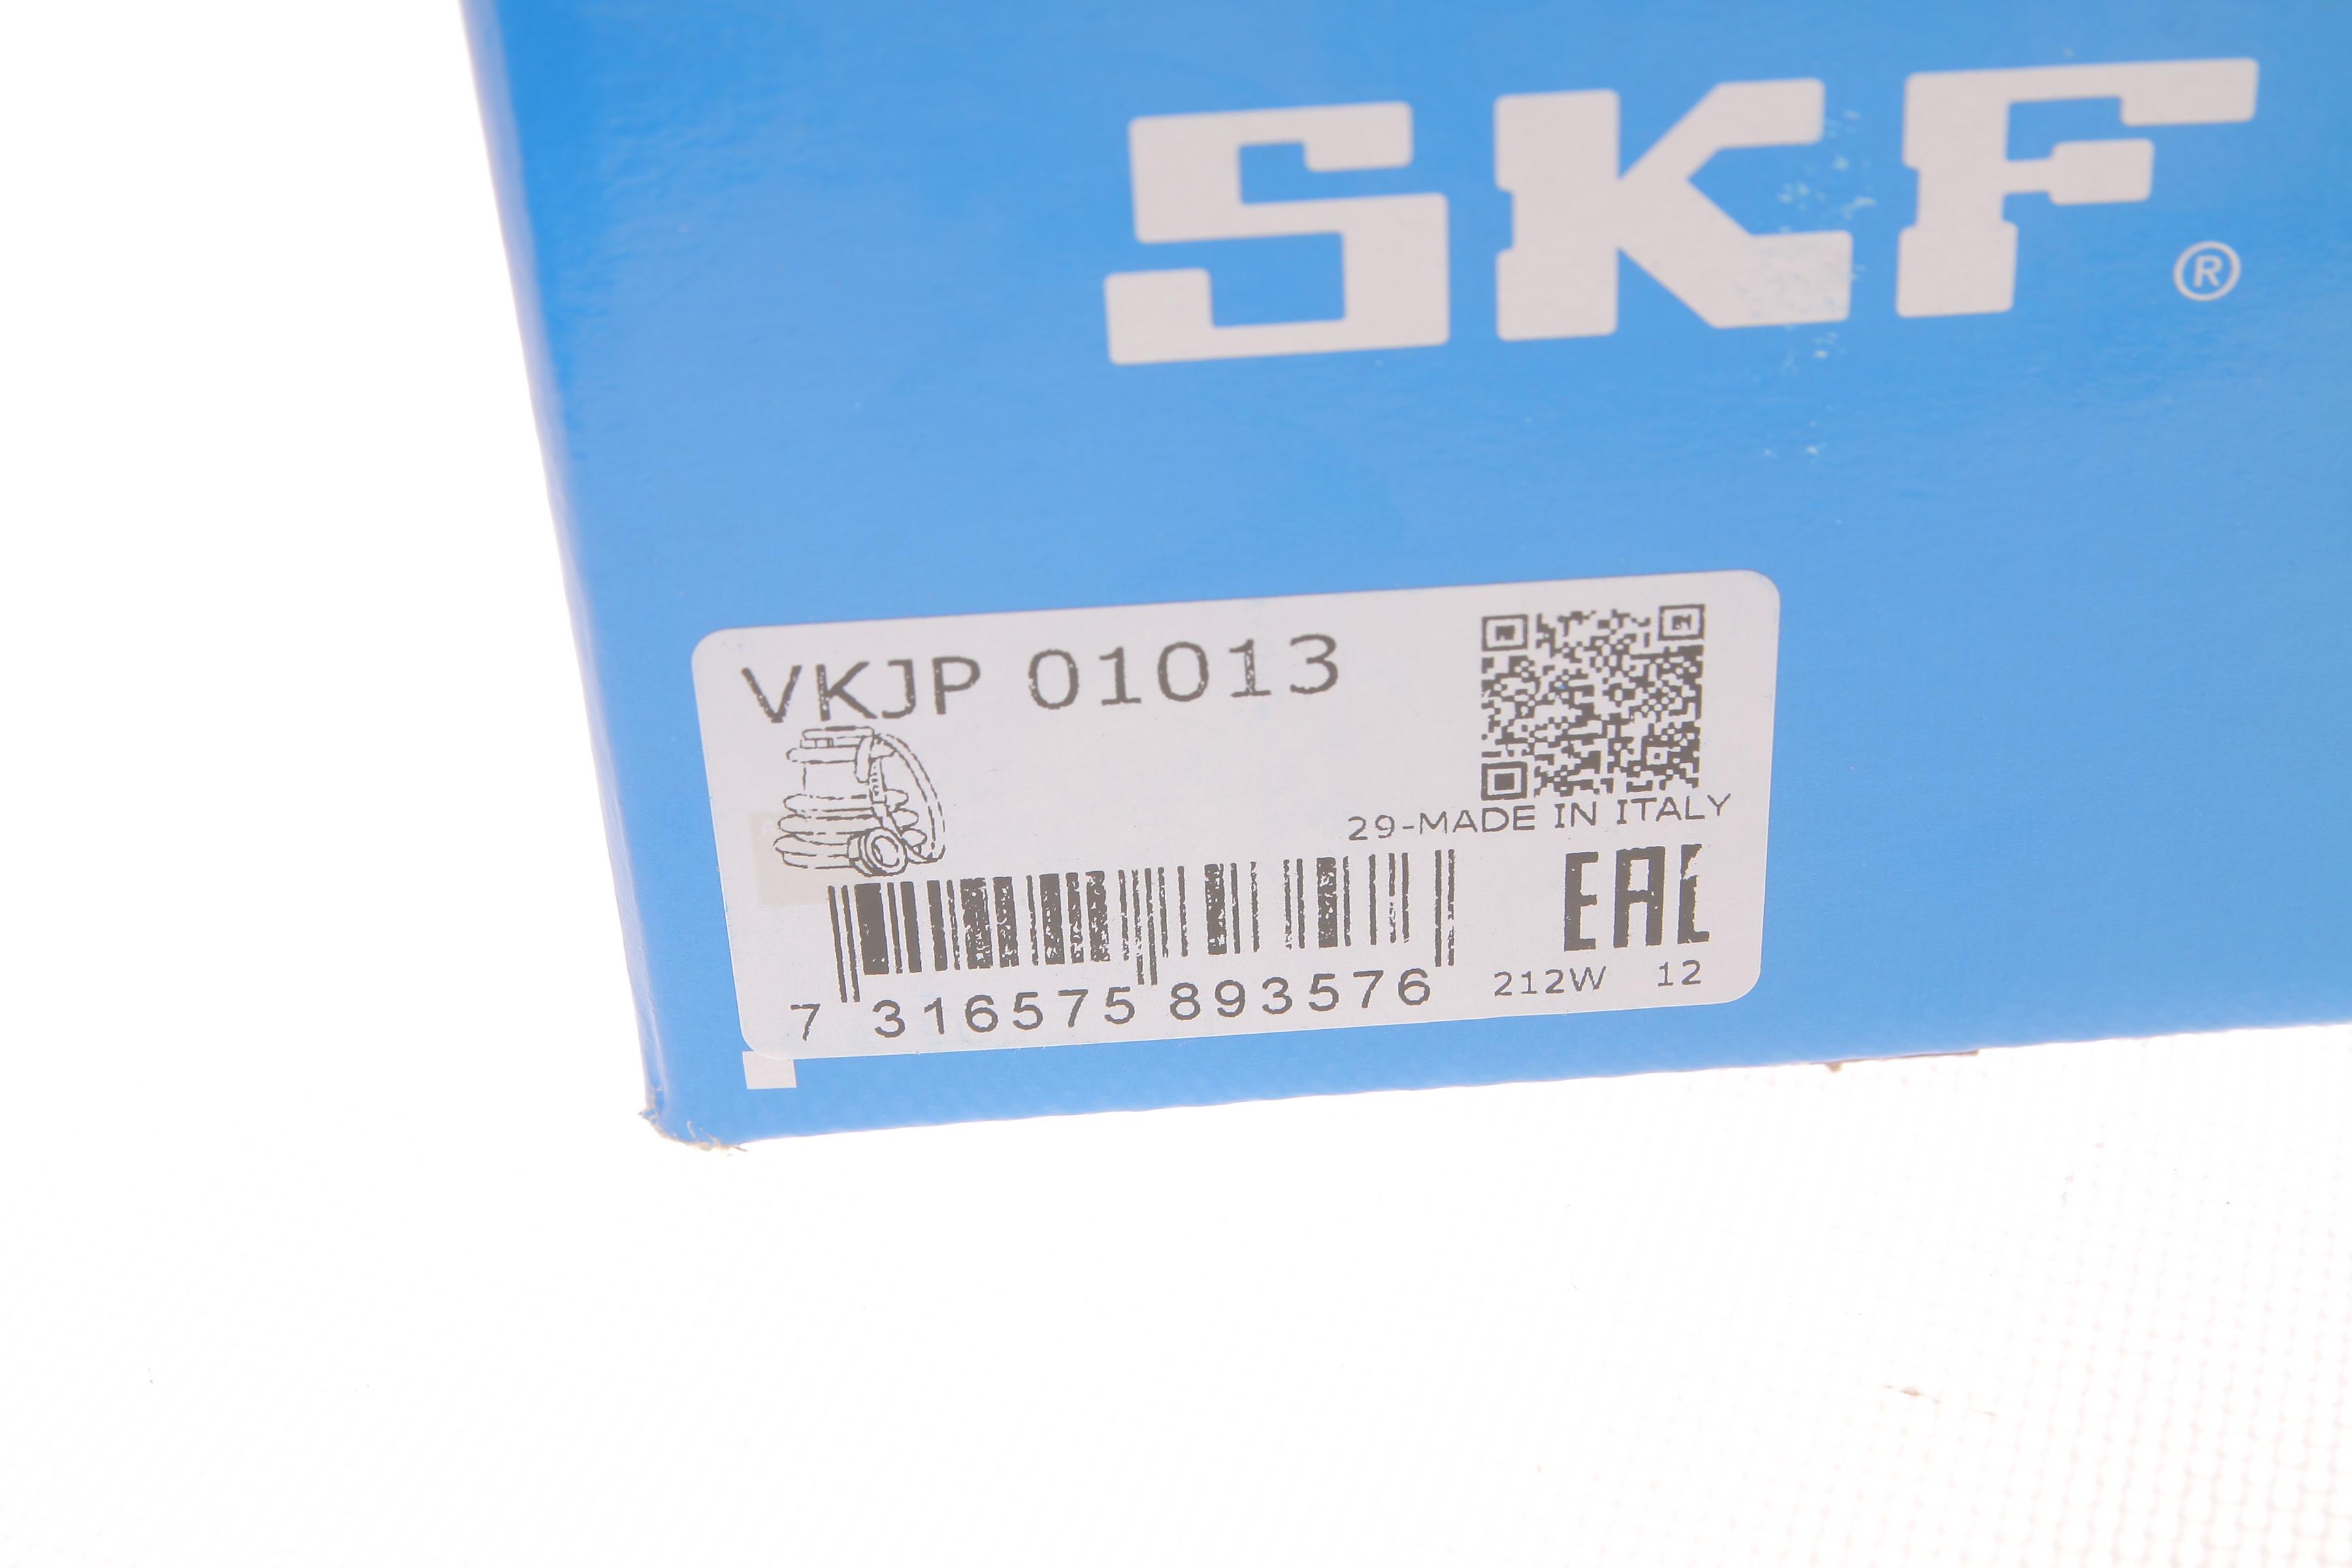 SKF®
VKJP 01013
29-MADE IN ITALY
EAC
7 316575 893576
212W 12